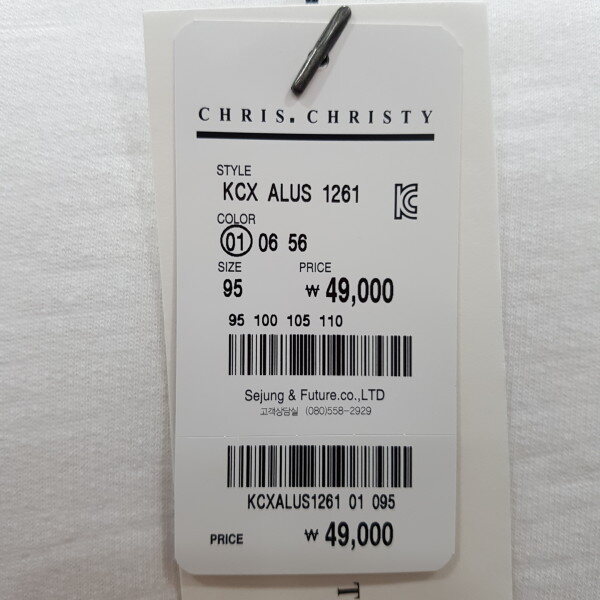 CHRIS. CHRISTY
STYLE
KCX ALUS 1261
KC
COLOR
01 06 56
SIZE PRICE
95 ₩ 49,000
95 100 105 110
Sejung & Future.co.,LTD
고객상담실 (080)558-2929
KCXALUS1261 01 095
PRICE ₩ 49,000
T